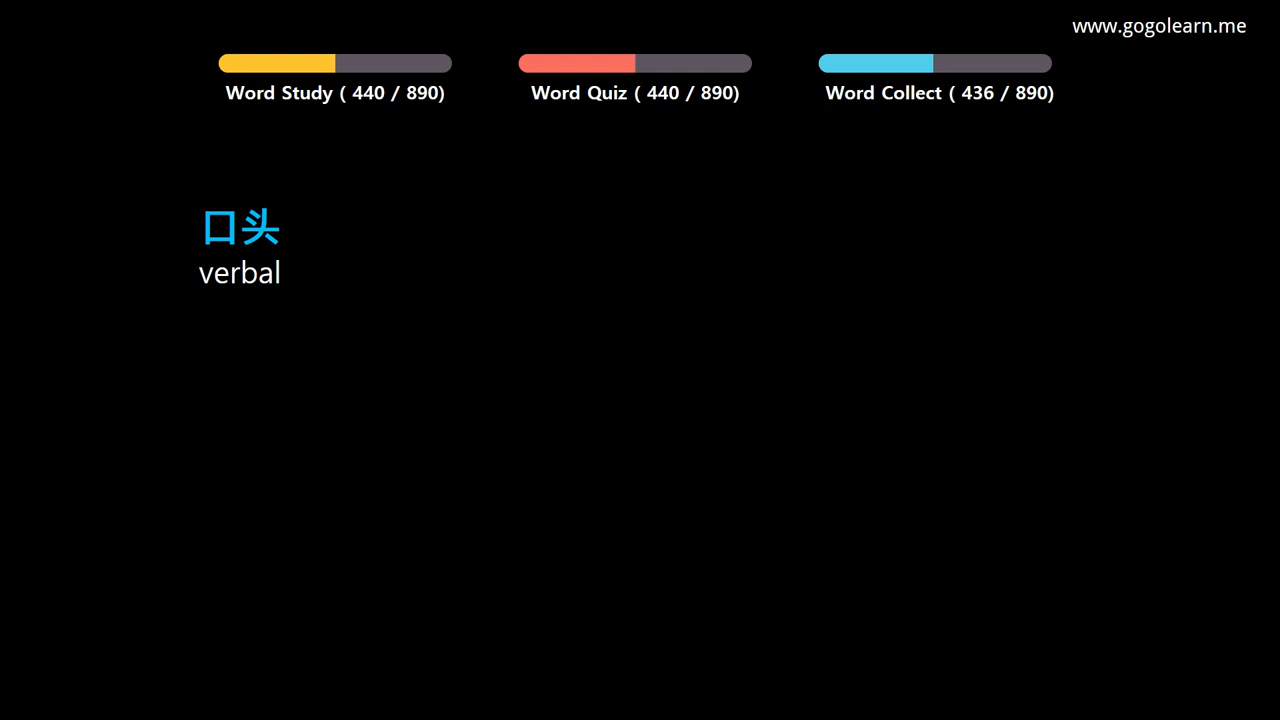 www.gogolearn.me
Word Study ( 440 / 890)
Word Quiz ( 440 / 890)
Word Collect ( 436 / 890)
口头
verbal